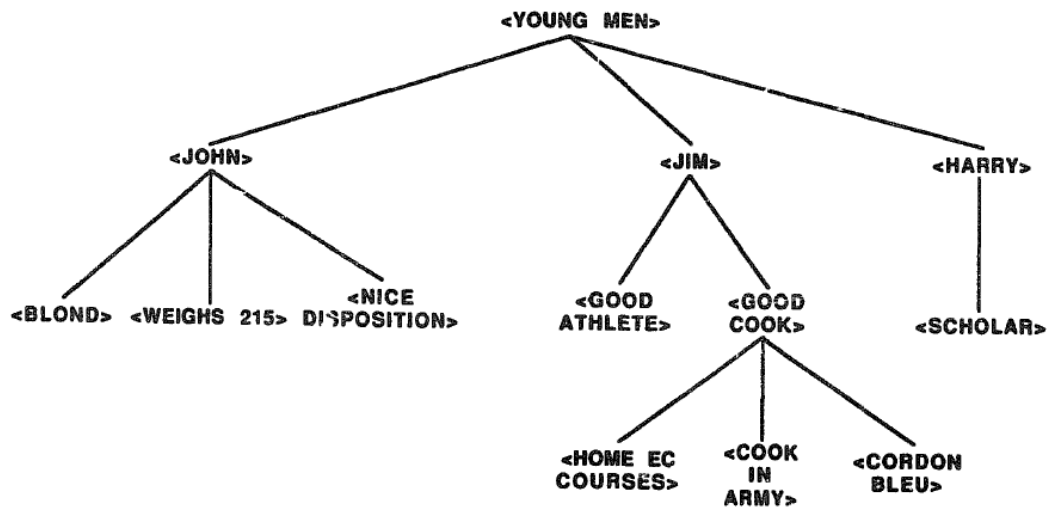 <YOUNG MEN>
<JOHN>
<JIM>
<HARRY>
<BLOND>
<WEIGHS 215>
<NICE
DISPOSITION>
<GOOD
ATHLETE>
<GOOD
COOK>
<SCHOLAR>
<HOME EC
COURSES>
<COOK
IN
ARMY>
<CORDON
BLEU>